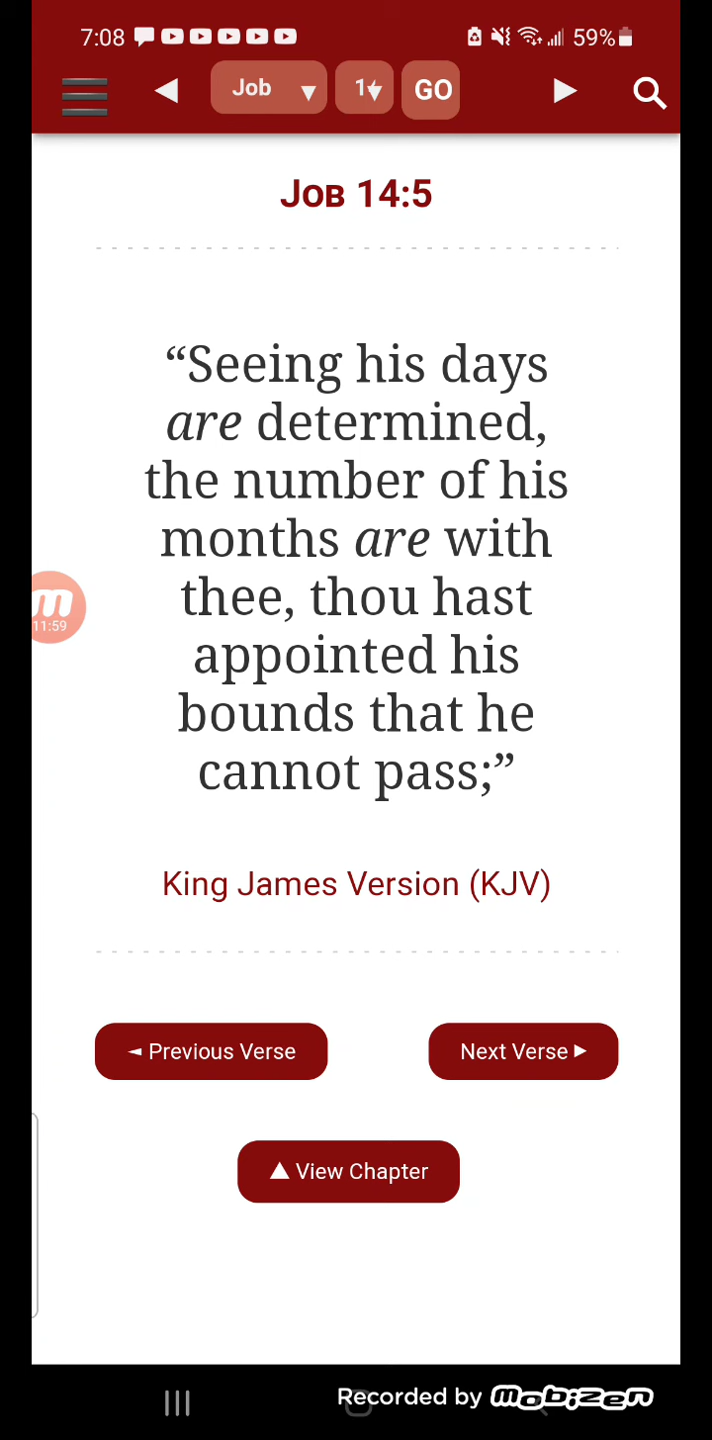 7:08 59%
Job 1 GO
Job 14:5
“Seeing his days
are determined,
the number of his
months are with
thee, thou hast
appointed his
bounds that he
cannot pass;”
m
11:59
King James Version (KJV)
◄ Previous Verse Next Verse ►
▲ View Chapter
Recorded by mobizen